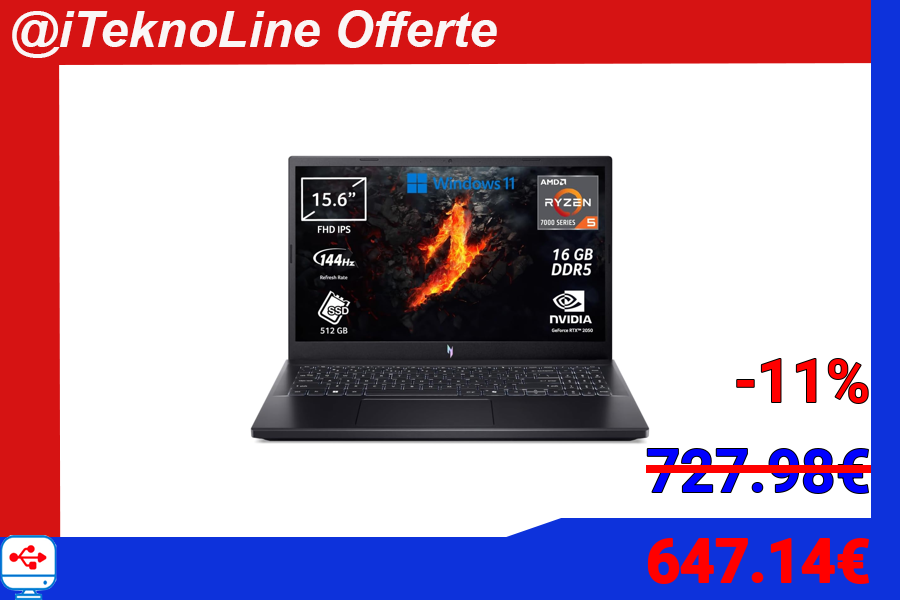 @iTeknoLine Offerte
Windows 11
15.6”
FHD IPS
144Hz
Refresh Rate
SSD
512 GB
AMD
RYZEN
7000 SERIES 5
16 GB
DDR5
NVIDIA
GeForce RTX™ 2050
-11%
727.98€
647.14€